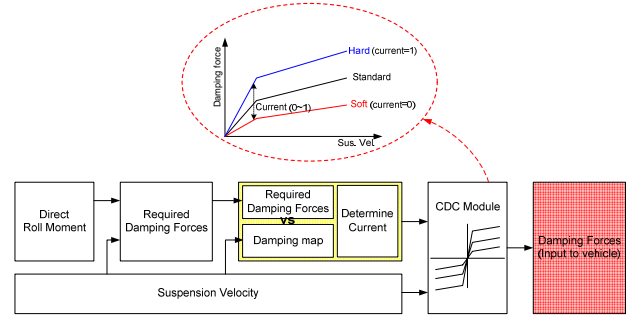 Damping force
Hard (current=1)
Standard
Current (0~1)
Soft (current=0)
Sus. Vel.
Direct
Roll Moment
Required
Damping Forces
Required
Damping Forces
vs
Damping map
Determine
Current
CDC Module
Damping Forces
(Input to vehicle)
Suspension Velocity